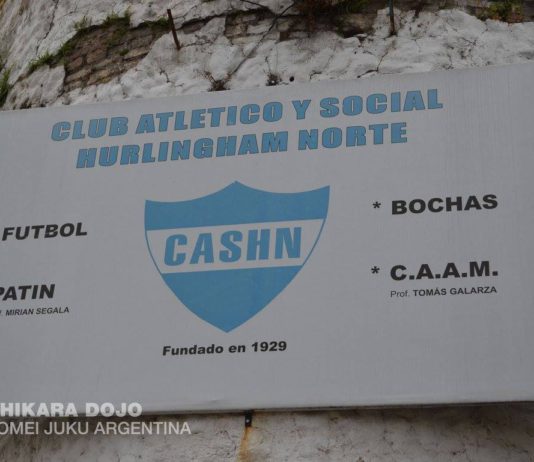 CLUB ATLETICO Y SOCIAL
HURLINGHAM NORTE
FUTBOL
* BOCHAS
CASHN
PATIN
MIRIAN SEGALA
* C.A.A.M.
Prof. TOMÁS GALARZA
Fundado en 1929
HIKARA DOJO
OMEI JUKU ARGENTINA